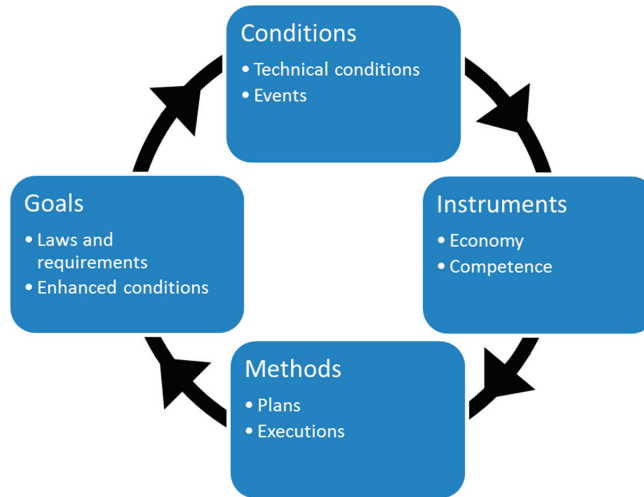 Conditions
• Technical conditions
• Events
Goals
• Laws and
requirements
• Enhanced conditions
Instruments
• Economy
• Competence
Methods
• Plans
• Executions